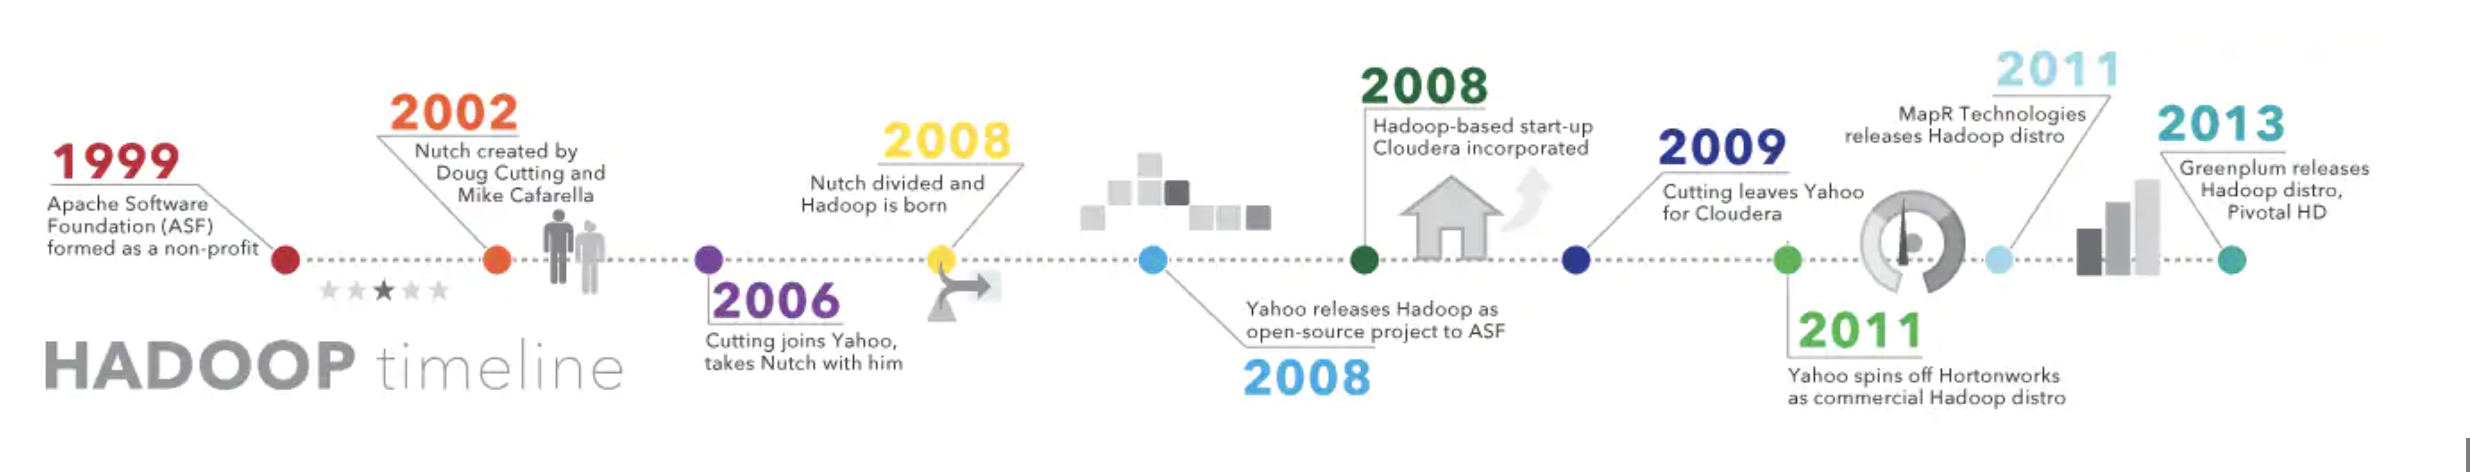 1999
Apache Software
Foundation (ASF)
formed as a non-profit
2002
Nutch created by
Doug Cutting and
Mike Cafarella
2006
Cutting joins Yahoo,
takes Nutch with him
2008
Nutch divided and
Hadoop is born
Yahoo releases Hadoop as
open-source project to ASF
2008
2008
Hadoop-based start-up
Cloudera incorporated
2009
Cutting leaves Yahoo
for Cloudera
2011
Yahoo spins off Hortonworks
as commercial Hadoop distro
2011
MapR Technologies
releases Hadoop distro
2013
Greenplum releases
Hadoop distro,
Pivotal HD
HADOOP timeline